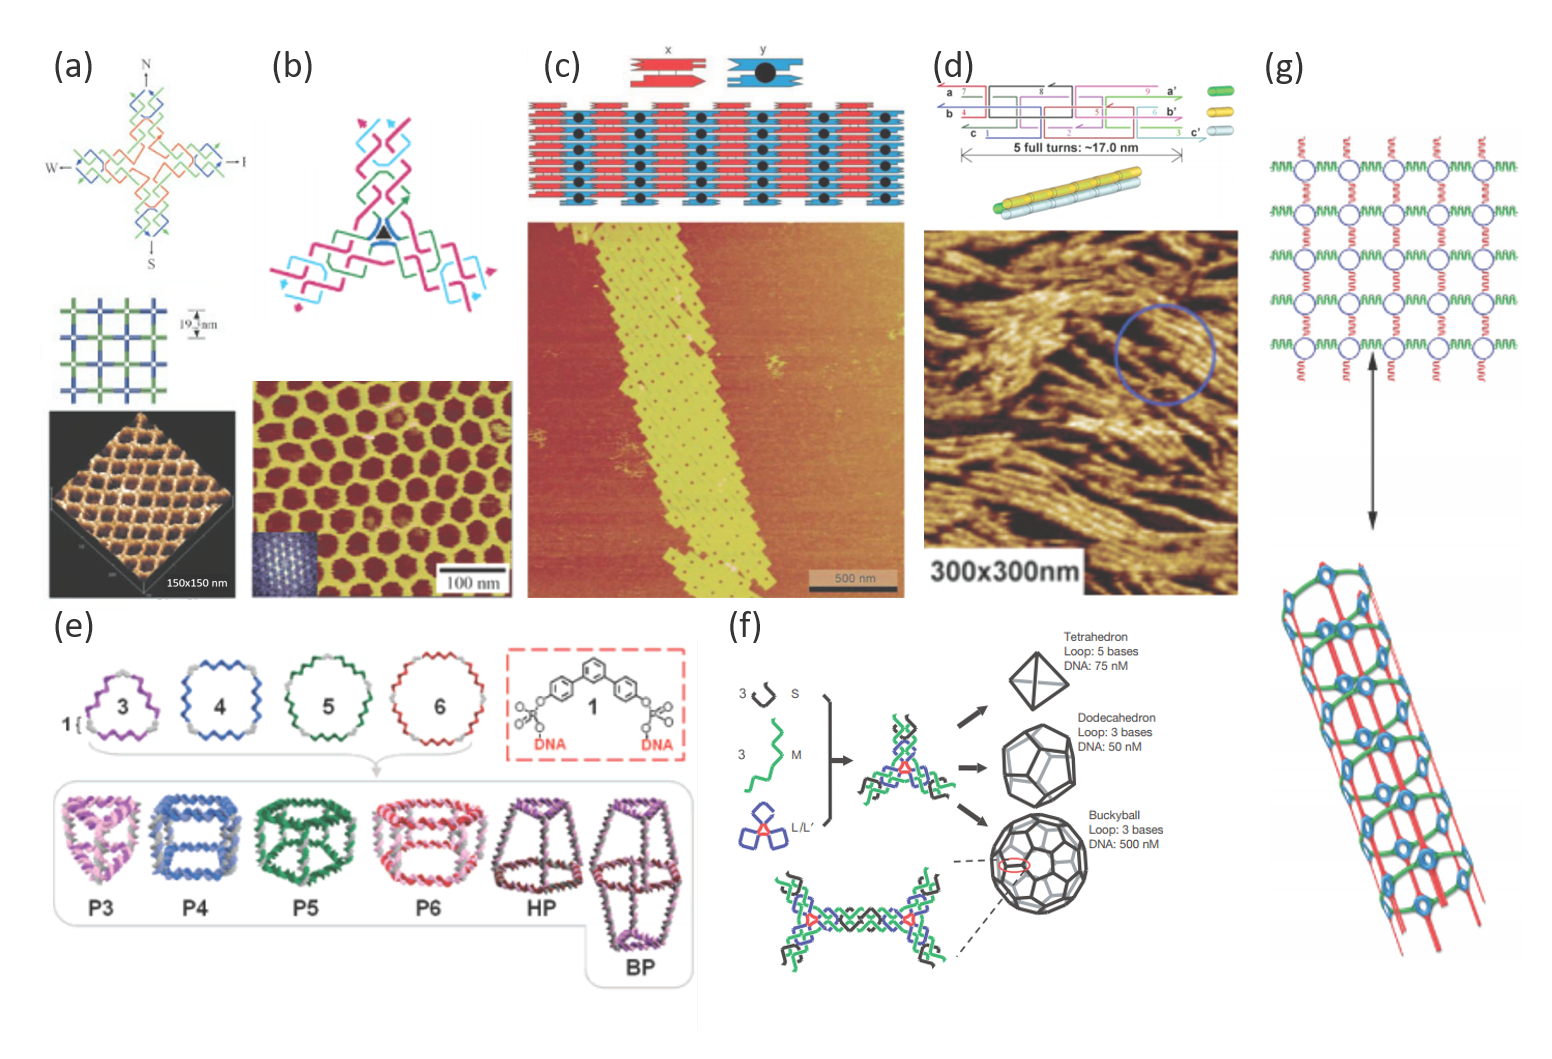 (a)
N
W
S
19.3nm
150x150 nm
(b)
100 nm
(c)
x
y
500 nm
(d)
a 7 8 9 a'
b 4 5 6 b'
c 1 2 3 c'
5 full turns: ~17.0 nm
300x300nm
(g)
(e)
3
4
5
6
1{
1
O
P
O
O
O
P
O
O
DNA
DNA
P3
P4
P5
P6
HP
BP
(f)
3 S
3 M
L/L'
Tetrahedron
Loop: 5 bases
DNA: 75 nM
Dodecahedron
Loop: 3 bases
DNA: 50 nM
Buckyball
Loop: 3 bases
DNA: 500 nM